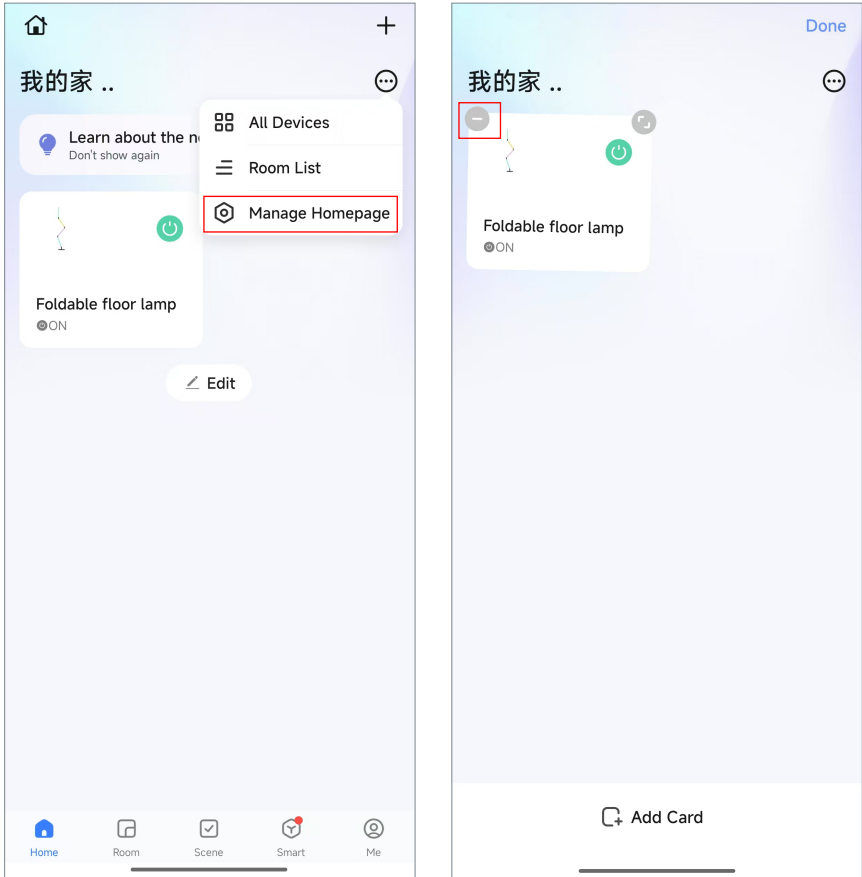 我的家 ..
All Devices
Learn about the n
Don't show again
Room List
Manage Homepage
Foldable floor lamp
ON
Edit
Home
Room
Scene
Smart
Me
Done
我的家 ..
Foldable floor lamp
ON
Add Card